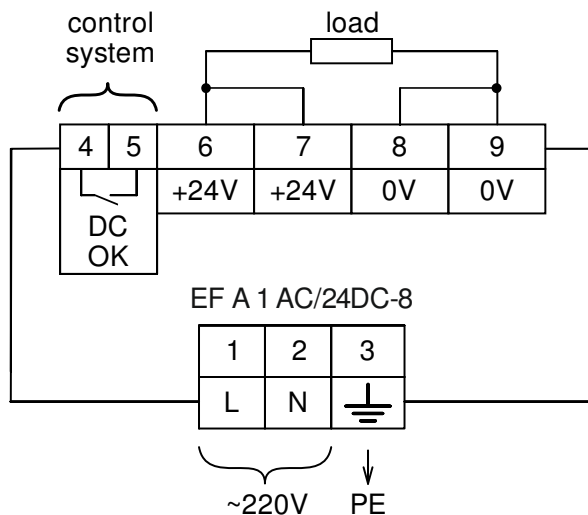 control system
load
4 5 6 7 8 9
+24V +24V 0V 0V
DC
OK
EF A 1 AC/24DC-8
1 2 3
L N
~220V PE